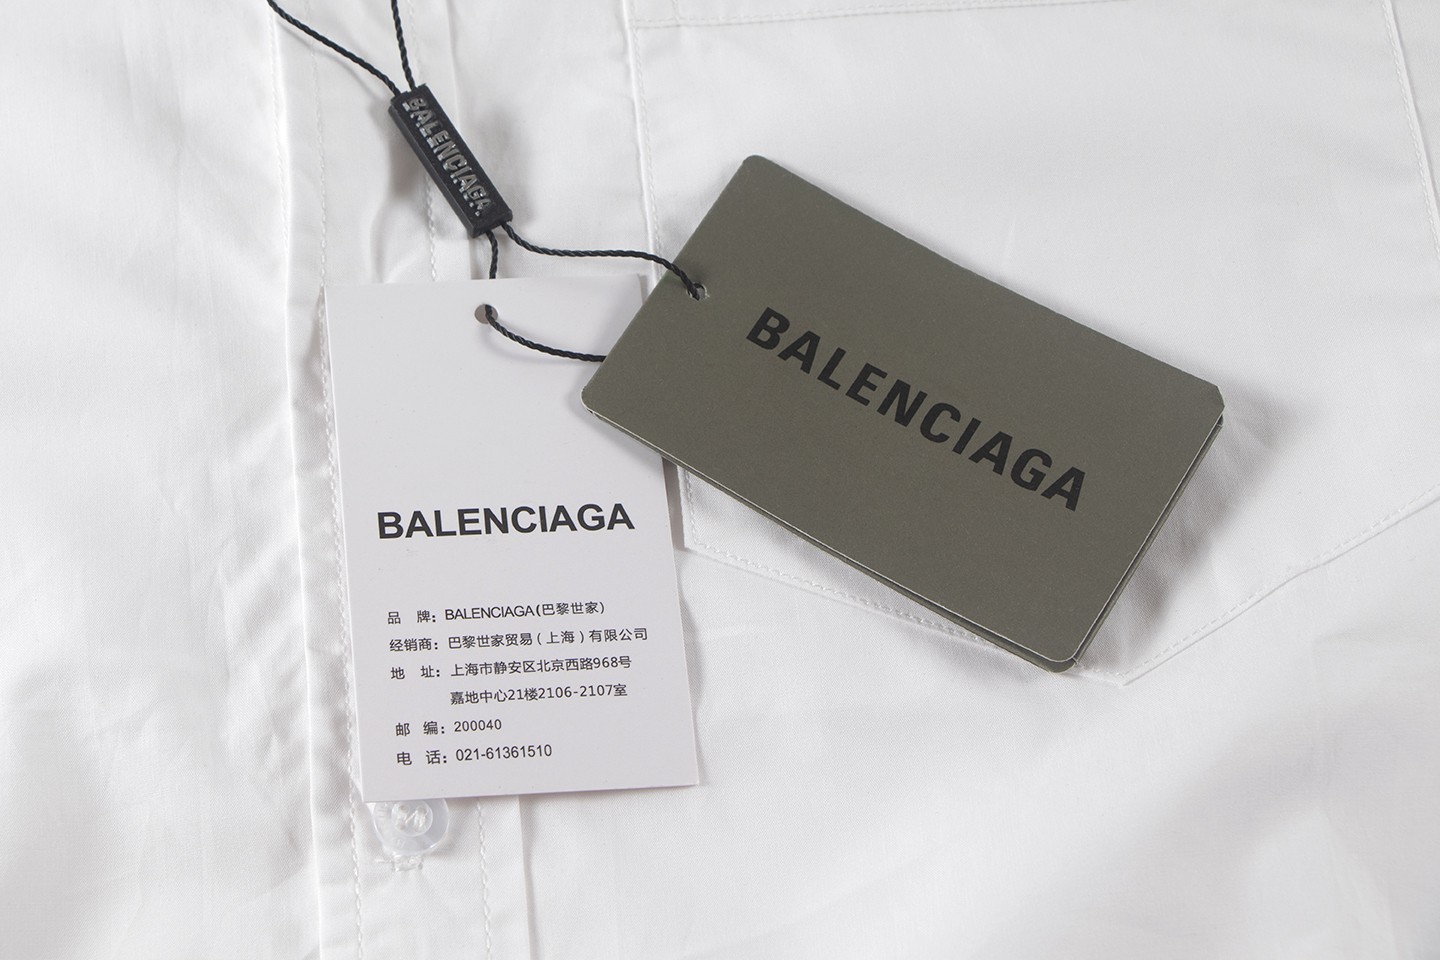 BALENCIAGA
BALENCIAGA
BALENCIAGA
品 牌：BALENCIAGA(巴黎世家)
经销商：巴黎世家贸易（上海）有限公司
地 址：上海市静安区北京西路968号
嘉地中心21楼2106-2107室
邮 编：200040
电 话：021-61361510